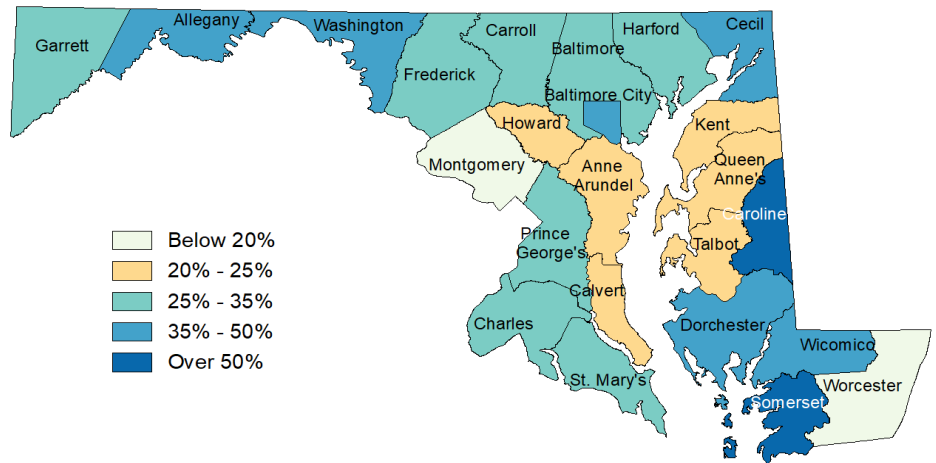 Garrett
Allegany
Washington
Frederick
Carroll
Baltimore
Harford
Cecil
Baltimore City
Howard
Montgomery
Anne
Arundel
Kent
Queen
Anne's
Caroline
Talbot
Prince
George's
Calvert
Charles
St. Mary's
Dorchester
Wicomico
Worcester
Somerset
Below 20%
20% - 25%
25% - 35%
35% - 50%
Over 50%